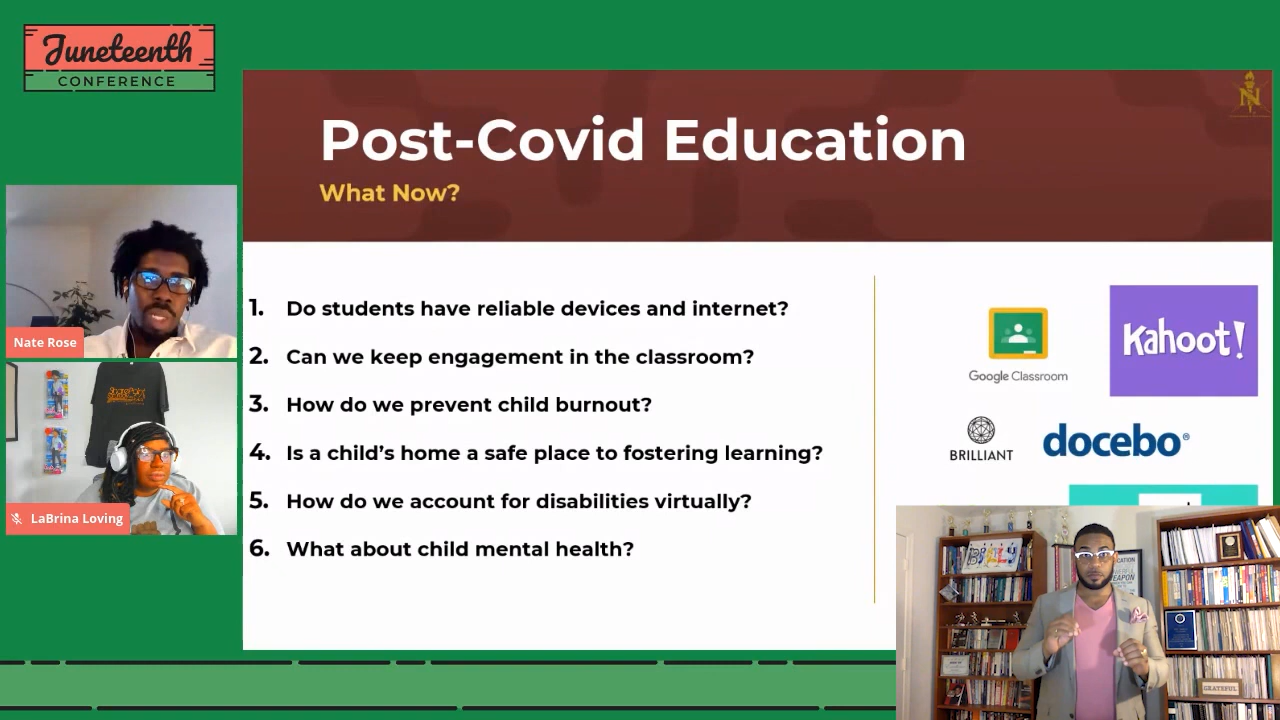 Juneteenth
CONFERENCE
N
Post-Covid Education
What Now?
1. Do students have reliable devices and internet?
2. Can we keep engagement in the classroom?
3. How do we prevent child burnout?
4. Is a child’s home a safe place to fostering learning?
5. How do we account for disabilities virtually?
6. What about child mental health?
Google Classroom
Kahoot!
BRILLIANT
docebo®
Nate Rose
LaBrina Loving
GRATEFUL